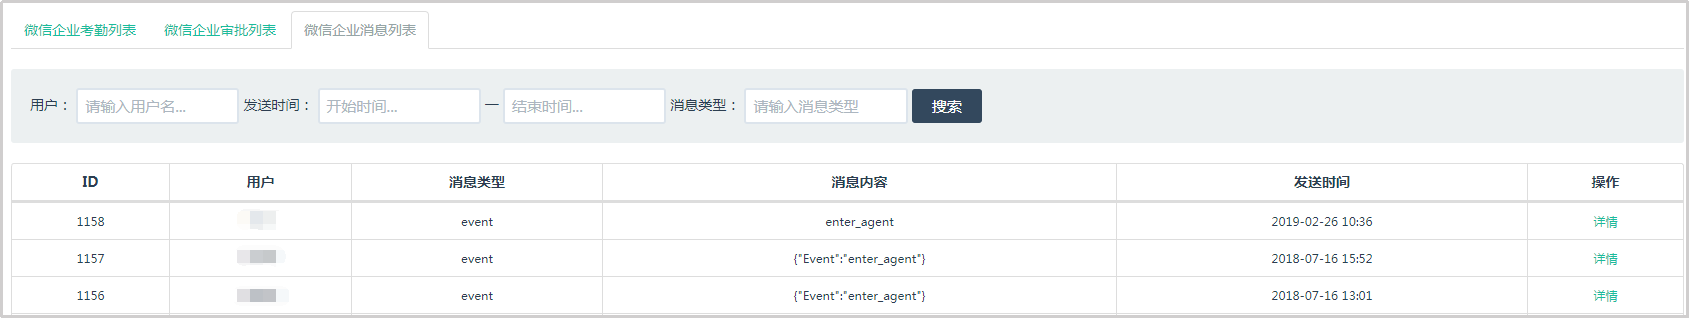 微信企业考勤列表 微信企业审批列表 微信企业消息列表
用户： 请输入用户名... 发送时间： 开始时间... — 结束时间... 消息类型： 请输入消息类型 搜索
ID 用户 消息类型 消息内容 发送时间 操作
1158 event enter_agent 2019-02-26 10:36 详情
1157 event {"Event":"enter_agent"} 2018-07-16 15:52 详情
1156 event {"Event":"enter_agent"} 2018-07-16 13:01 详情